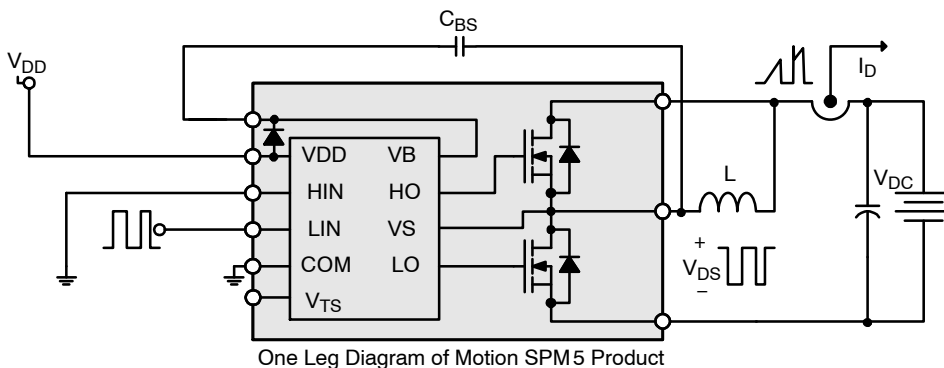 C_BS
V_DD
I_D
VDD VB
HIN HO
LIN VS
COM LO
V_TS
L
V_DC
+
V_DS
–
One Leg Diagram of Motion SPM 5 Product